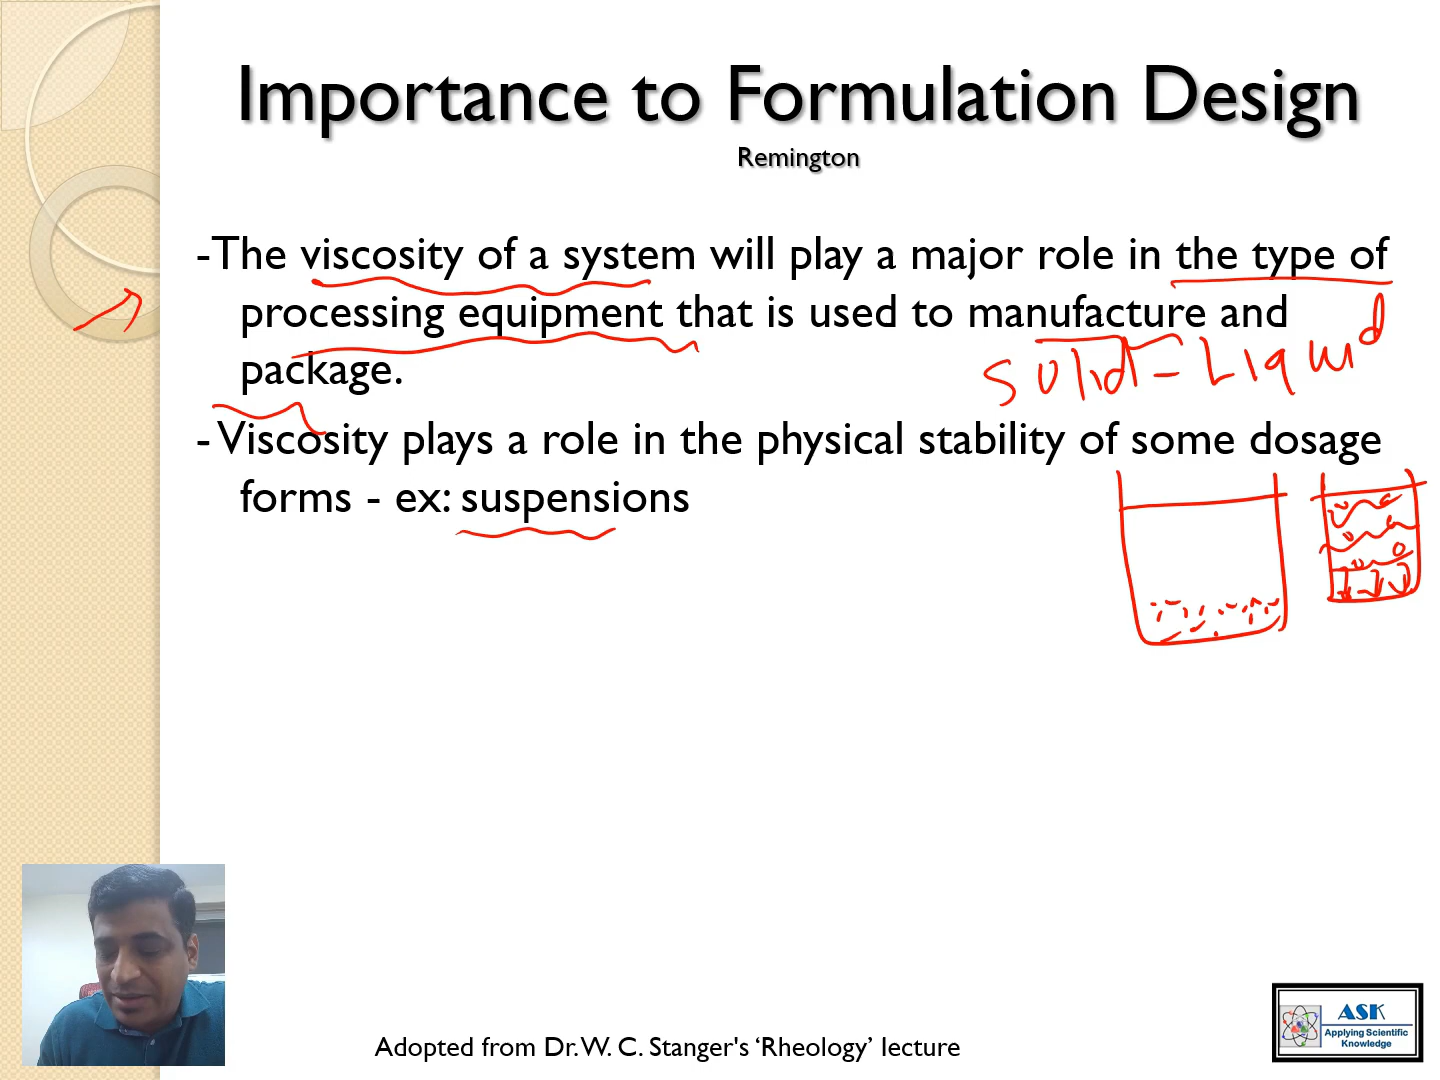 Importance to Formulation Design
Remington
-The viscosity of a system will play a major role in the type of
processing equipment that is used to manufacture and
package.
solid = Liquid
- Viscosity plays a role in the physical stability of some dosage
forms - ex: suspensions
Adopted from Dr. W. C. Stanger's ‘Rheology’ lecture
ASK
Applying Scientific
Knowledge